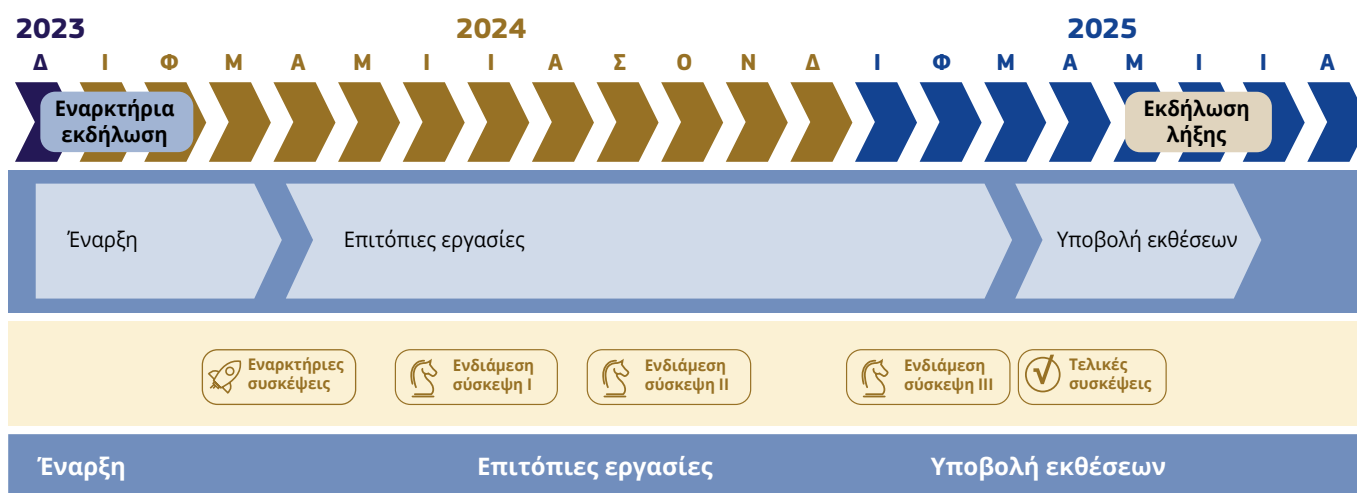 2023 2024 2025
Δ Ι Φ Μ Α Μ Ι Ι Α Σ Ο Ν Δ Ι Φ Μ Α Μ Ι Ι Α
Εναρκτήρια
εκδήλωση
Εκδήλωση
λήξης
Έναρξη
Επιτόπιες εργασίες
Υποβολή εκθέσεων
Εναρκτήριες
συσκέψεις
Ενδιάμεση
σύσκεψη Ι
Ενδιάμεση
σύσκεψη ΙΙ
Ενδιάμεση
σύσκεψη ΙΙΙ
Τελικές
συσκέψεις
Έναρξη
Επιτόπιες εργασίες
Υποβολή εκθέσεων